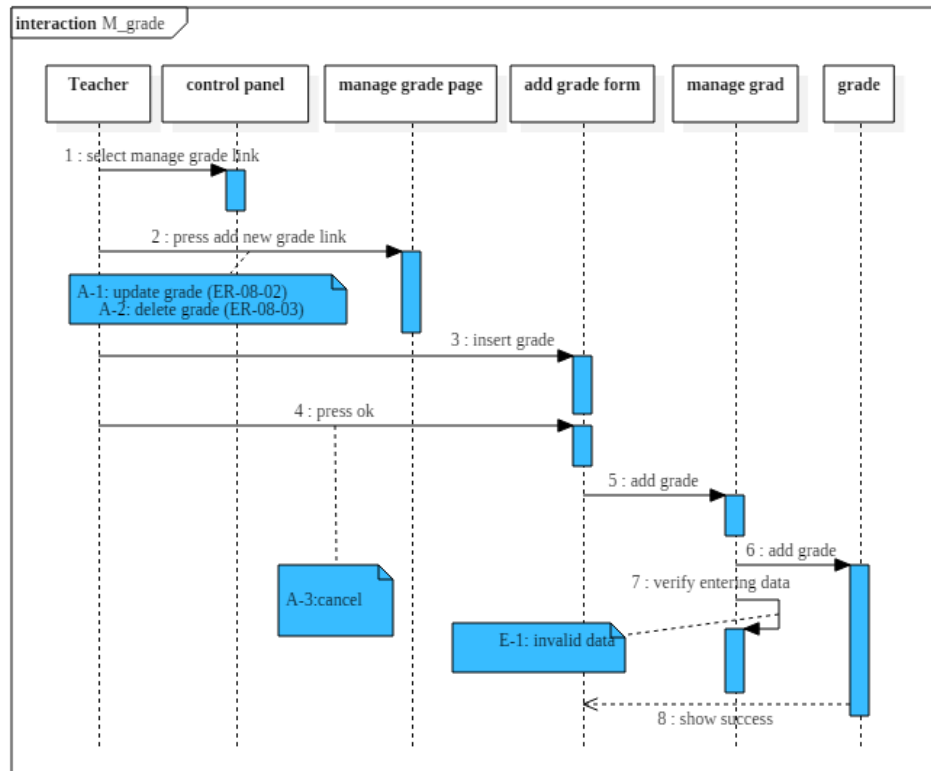 interaction M_grade
Teacher
control panel
manage grade page
add grade form
manage grad
grade
1 : select manage grade link
2 : press add new grade link
A-1: update grade (ER-08-02)
A-2: delete grade (ER-08-03)
3 : insert grade
4 : press ok
5 : add grade
6 : add grade
7 : verify entering data
A-3:cancel
E-1: invalid data
8 : show success